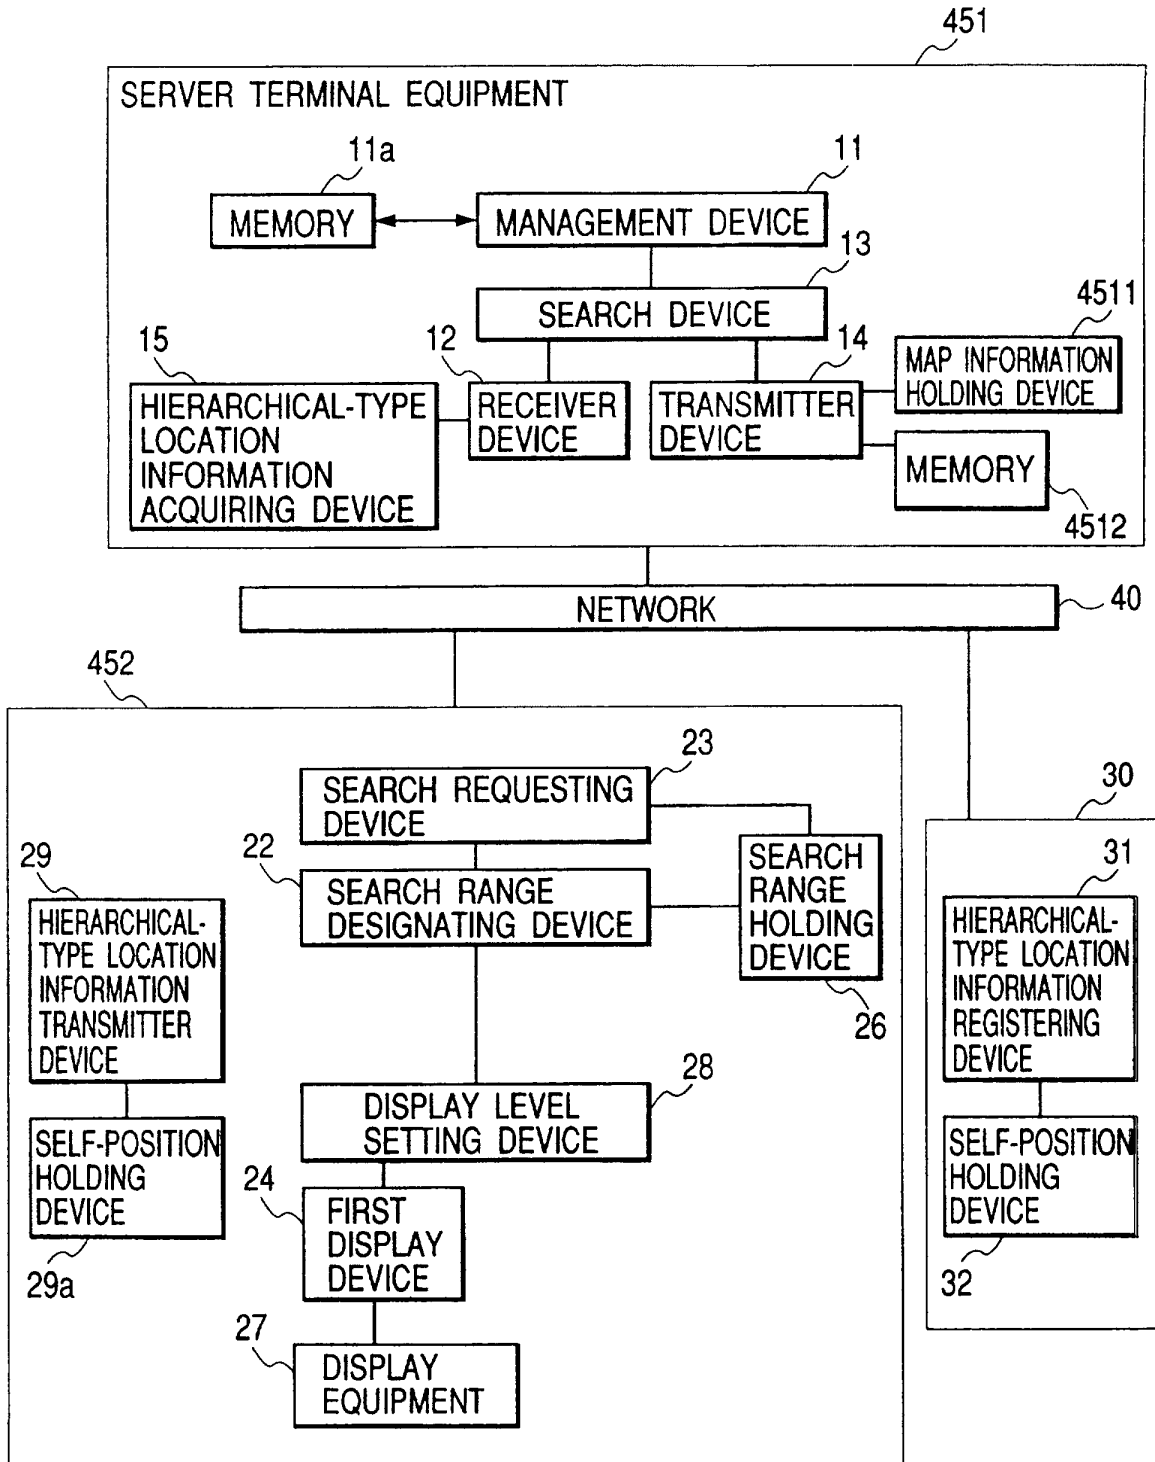 451
SERVER TERMINAL EQUIPMENT
11a
11
MEMORY
MANAGEMENT DEVICE
13
SEARCH DEVICE
4511
15
12
14
MAP INFORMATION
HOLDING DEVICE
HIERARCHICAL-TYPE
LOCATION
INFORMATION
ACQUIRING DEVICE
RECEIVER
DEVICE
TRANSMITTER
DEVICE
MEMORY
4512
NETWORK
40
452
23
SEARCH REQUESTING
DEVICE
30
22
SEARCH RANGE
DESIGNATING DEVICE
SEARCH
RANGE
HOLDING
DEVICE
26
29
HIERARCHICAL-
TYPE LOCATION
INFORMATION
TRANSMITTER
DEVICE
31
HIERARCHICAL-
TYPE LOCATION
INFORMATION
REGISTERING
DEVICE
28
DISPLAY LEVEL
SETTING DEVICE
SELF-POSITION
HOLDING
DEVICE
29a
SELF-POSITION
HOLDING
DEVICE
32
24
FIRST
DISPLAY
DEVICE
27
DISPLAY
EQUIPMENT